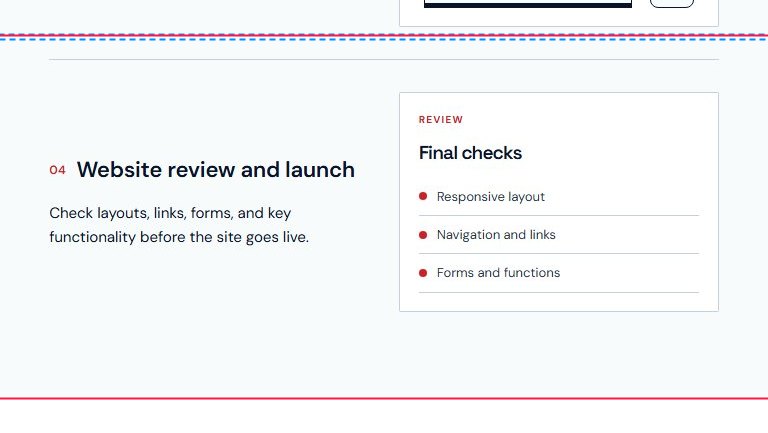 04 Website review and launch
Check layouts, links, forms, and key
functionality before the site goes live.
REVIEW
Final checks
Responsive layout
Navigation and links
Forms and functions